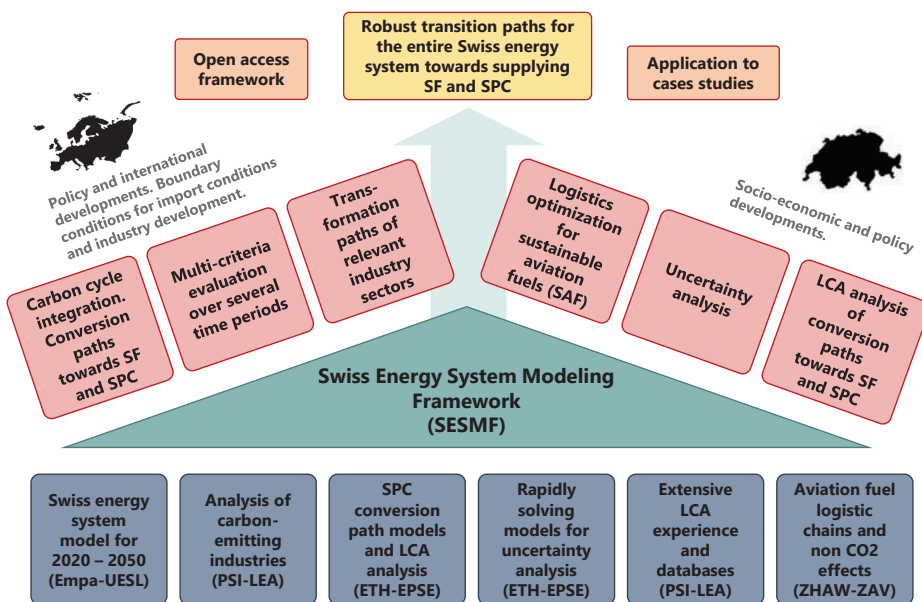 Open access
framework
Robust transition paths for
the entire Swiss energy
system towards supplying
SF and SPC
Application to
cases studies
Policy and international
developments. Boundary
conditions for import conditions
and industry development.
Socio-economic and policy
developments.
Carbon cycle
integration.
Conversion
paths
towards SF
and SPC
Multi-criteria
evaluation
over several
time periods
Trans-
formation
paths of
relevant
industry
sectors
Logistics
optimization
for
sustainable
aviation
fuels (SAF)
Uncertainty
analysis
LCA analysis
of
conversion
paths
towards SF
and SPC
Swiss Energy System Modeling
Framework
(SESMF)
Swiss energy
system
model for
2020 – 2050
(Empa-UESL)
Analysis of
carbon-
emitting
industries
(PSI-LEA)
SPC
conversion
path models
and LCA
analysis
(ETH-EPSE)
Rapidly
solving
models for
uncertainty
analysis
(ETH-EPSE)
Extensive
LCA
experience
and
databases
(PSI-LEA)
Aviation fuel
logistic
chains and
non CO2
effects
(ZHAW-ZAV)